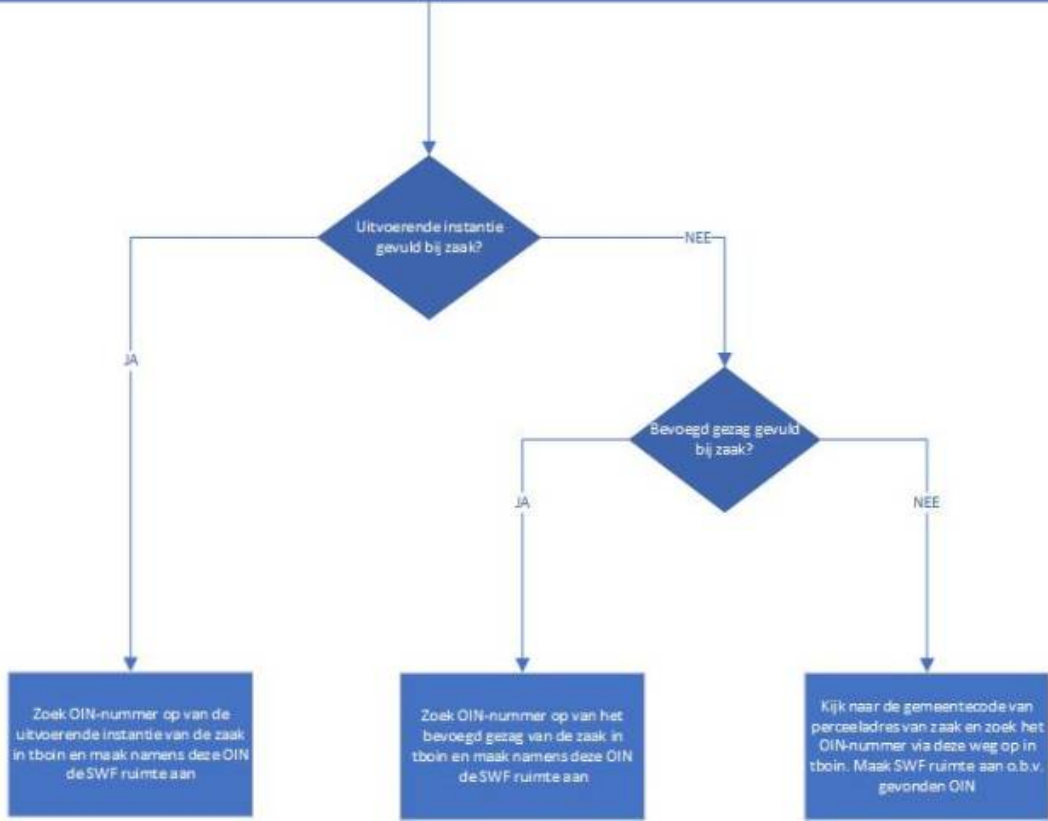 Uitvoerende instantie
gevuld bij zaak?
NEE
JA
Bevoegd gezag gevuld
bij zaak?
JA
NEE
Zoek OIN-nummer op van de
uitvoerende instantie van de zaak
in tboin en maak namens deze OIN
de SWF ruimte aan
Zoek OIN-nummer op van het
bevoegd gezag van de zaak in
tboin en maak namens deze OIN
de SWF ruimte aan
Kijk naar de gemeentecode van
perceeladres van zaak en zoek het
OIN-nummer via deze weg op in
tboin. Maak SWF ruimte aan o.b.v.
gevonden OIN